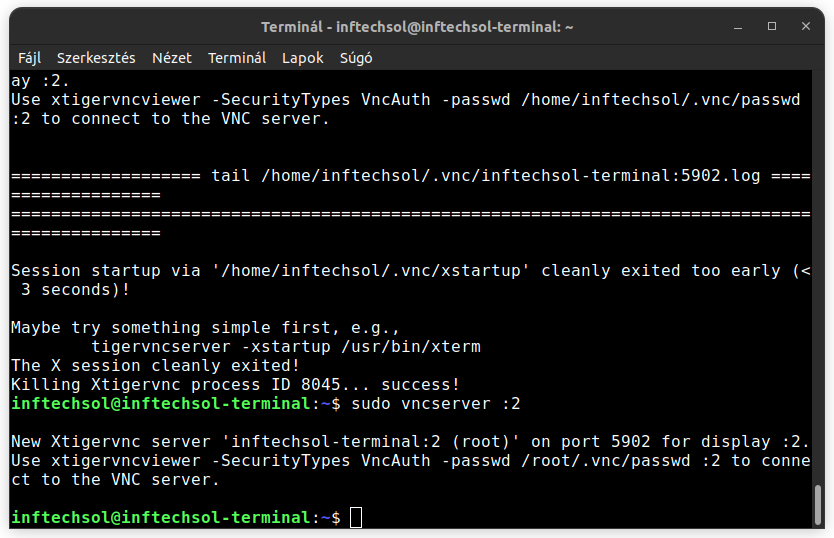 Terminál - inftechsol@inftechsol-terminal: ~
Fájl Szerkesztés Nézet Terminál Lapok Súgó
ay :2.
Use xtigervncviewer -SecurityTypes VncAuth -passwd /home/inftechsol/.vnc/passwd
:2 to connect to the VNC server.
=================== tail /home/inftechsol/.vnc/inftechsol-terminal:5902.log ====
===============
================================================================================
===============
Session startup via '/home/inftechsol/.vnc/xstartup' cleanly exited too early (<
 3 seconds)!
Maybe try something simple first, e.g.,
        tigervncserver -xstartup /usr/bin/xterm
The X session cleanly exited!
Killing Xtigervnc process ID 8045... success!
inftechsol@inftechsol-terminal:~$ sudo vncserver :2
New Xtigervnc server 'inftechsol-terminal:2 (root)' on port 5902 for display :2.
Use xtigervncviewer -SecurityTypes VncAuth -passwd /root/.vnc/passwd :2 to conne
ct to the VNC server.
inftechsol@inftechsol-terminal:~$